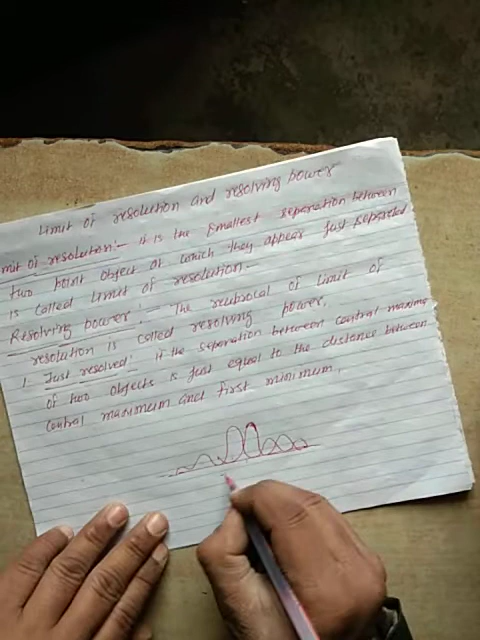 Limit of resolution and resolving power
mit of resolution:- it is the smallest separation between
two point object at which they appear just separated
is called limit of resolution -
Resolving power:- The reciprocal of limit of
resolution is called resolving power.
1. Just resolved:- if the separation between central maxima
of two objects is just equal to the distance between
central maximum and first minimum.